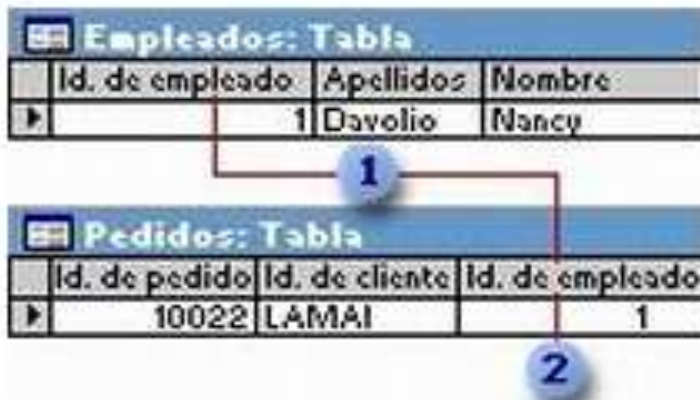 Empleados: Tabla
Id. de empleado Apellidos Nombre
1 Davolio Nancy
1
Pedidos: Tabla
Id. de pedido Id. de cliente Id. de empleado
10022 LAMAI 1
2